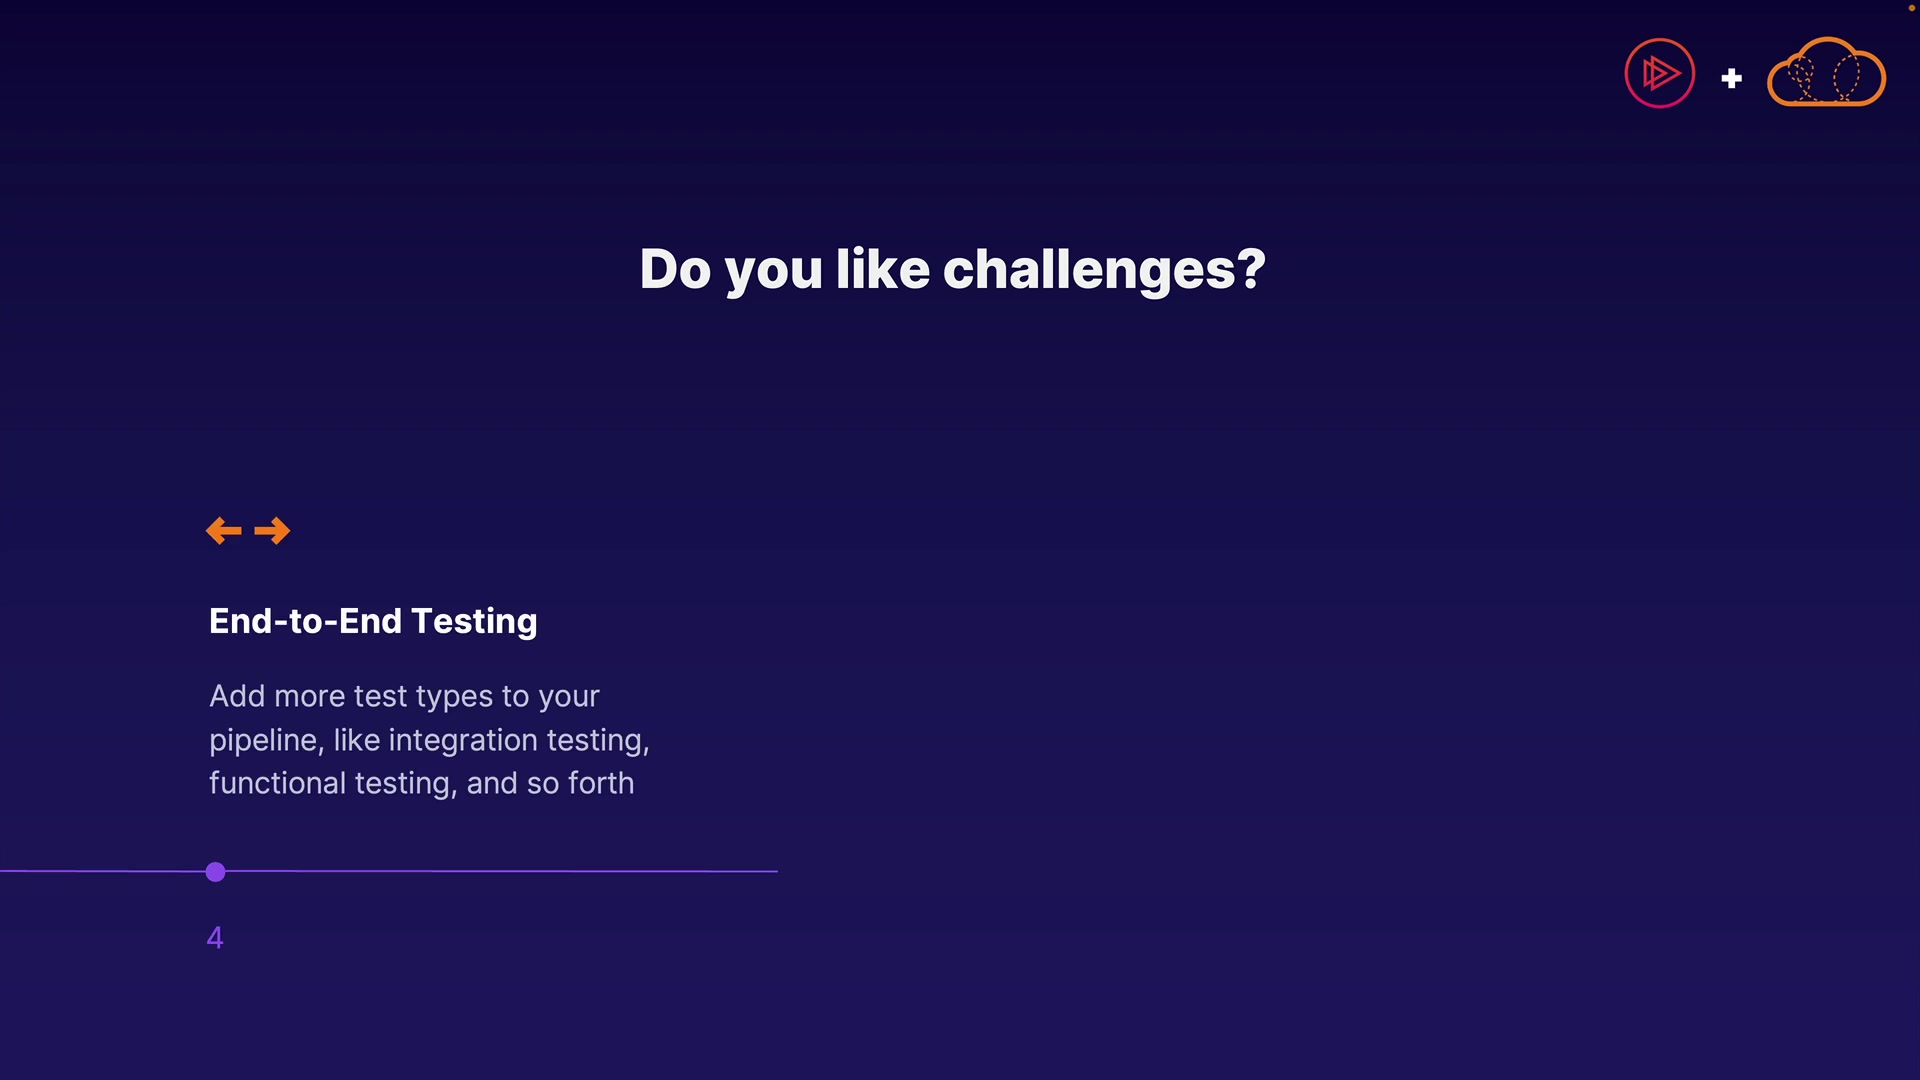 Do you like challenges?
End-to-End Testing
Add more test types to your
pipeline, like integration testing,
functional testing, and so forth
4